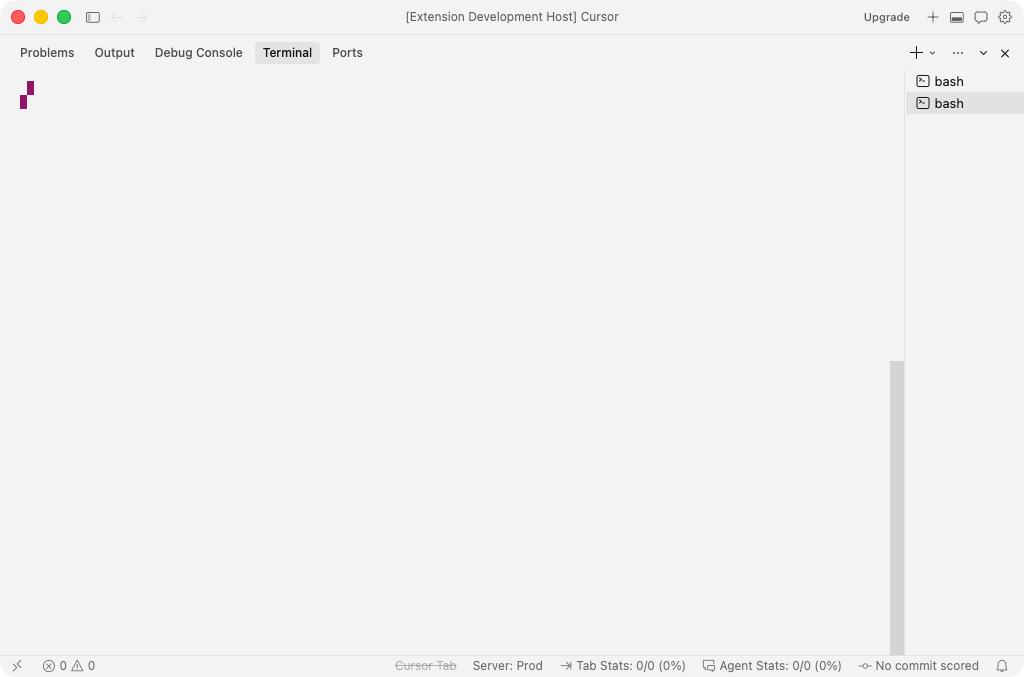 [Extension Development Host] Cursor
Upgrade
Problems Output Debug Console Terminal Ports
bash
bash
0 0 Cursor Tab Server: Prod Tab Stats: 0/0 (0%) Agent Stats: 0/0 (0%) No commit scored